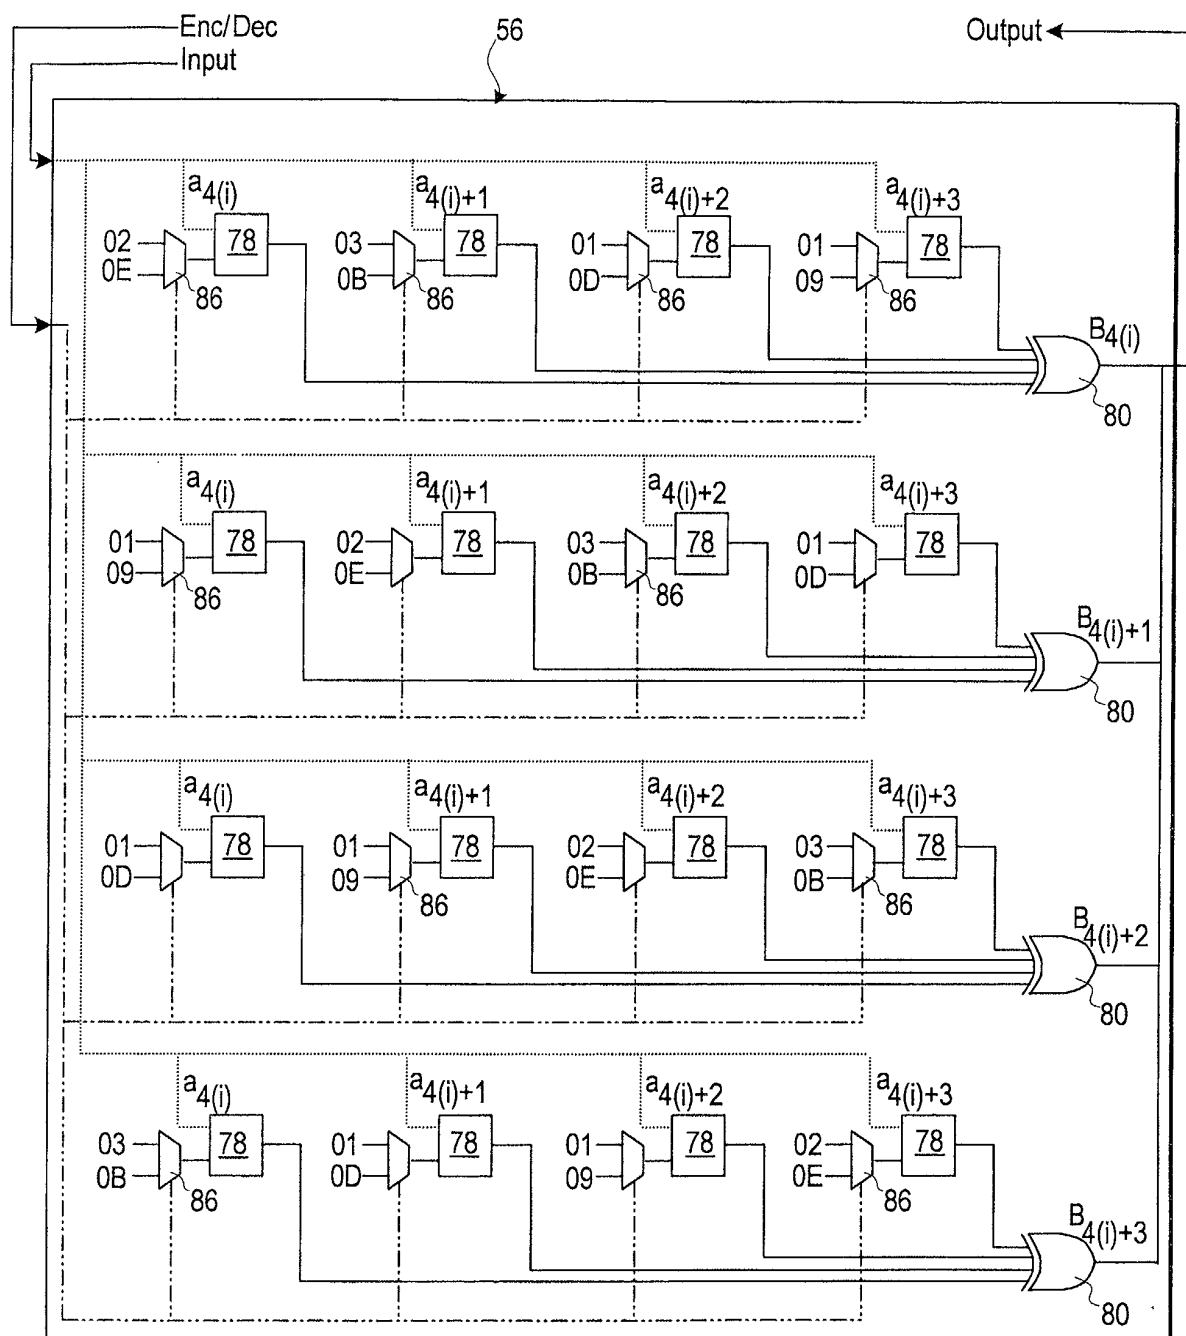 Enc/Dec
Input
56
Output
a4(i) a4(i)+1 a4(i)+2 a4(i)+3
02 78 03 78 01 78 01 78
0E 0B 0D 09
86 86 86 86
B4(i)
80
a4(i) a4(i)+1 a4(i)+2 a4(i)+3
01 78 02 78 03 78 01 78
09 0E 0B 0D
86 86
B4(i)+1
80
a4(i) a4(i)+1 a4(i)+2 a4(i)+3
01 78 01 78 02 78 03 78
0D 09 0E 0B
86 86
B4(i)+2
80
a4(i) a4(i)+1 a4(i)+2 a4(i)+3
03 78 01 78 01 78 02 78
0B 0D 09 0E
86 86
B4(i)+3
80